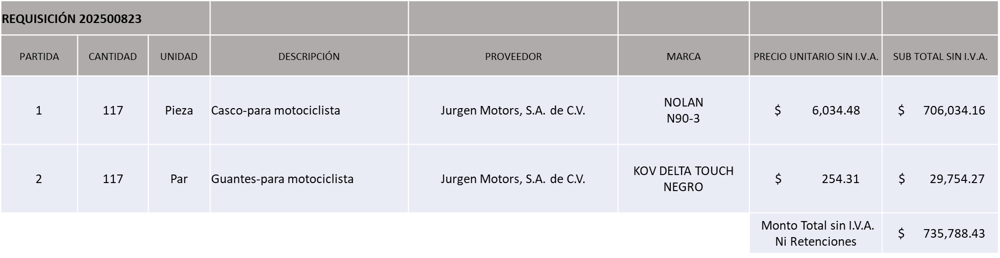 REQUISICIÓN 202500823
PARTIDA CANTIDAD UNIDAD DESCRIPCIÓN PROVEEDOR MARCA PRECIO UNITARIO SIN I.V.A. SUB TOTAL SIN I.V.A.
1 117 Pieza Casco-para motociclista Jurgen Motors, S.A. de C.V. NOLAN
N90-3 $ 6,034.48 $ 706,034.16
2 117 Par Guantes-para motociclista Jurgen Motors, S.A. de C.V. KOV DELTA TOUCH
NEGRO $ 254.31 $ 29,754.27
Monto Total sin I.V.A.
Ni Retenciones $ 735,788.43